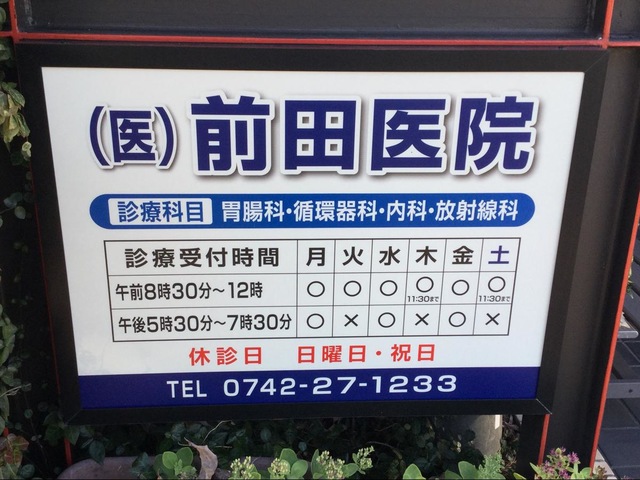 (医)前田医院
診療科目 胃腸科・循環器科・内科・放射線科
診療受付時間 月 火 水 木 金 土
午前8時30分～12時 ○ ○ ○ ○ 11:30まで ○ ○ 11:30まで
午後5時30分～7時30分 ○ × ○ × ○ ×
休診日 日曜日・祝日
TEL 0742-27-1233